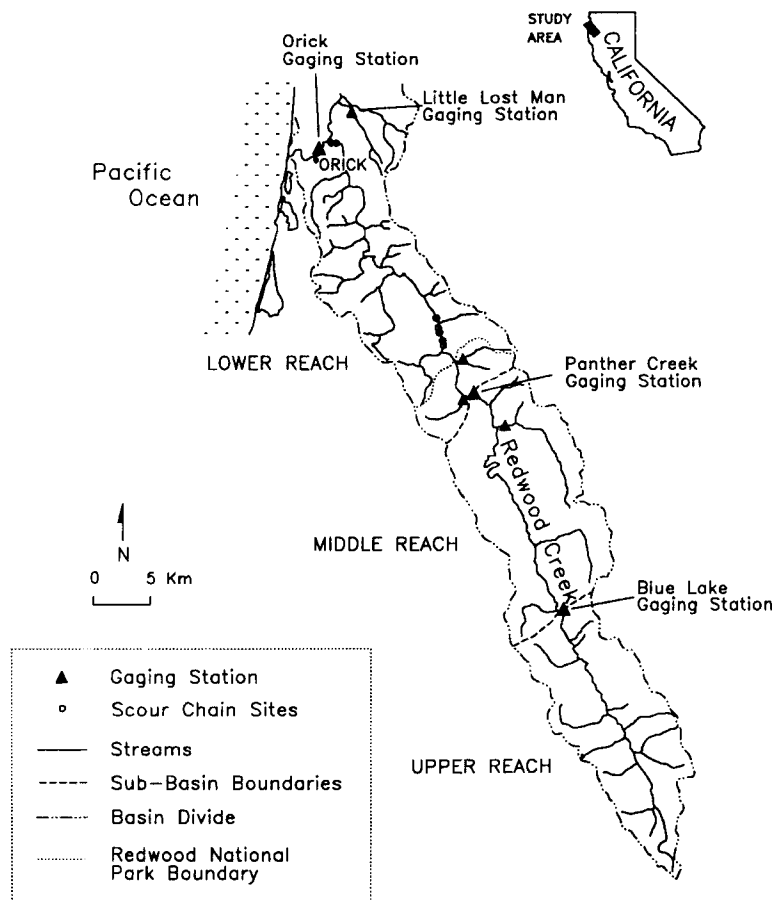 Orick
Gaging Station
STUDY
AREA
CALIFORNIA
Little Lost Man
Gaging Station
ORICK
Pacific
Ocean
LOWER REACH
Panther Creek
Gaging Station
Redwood Creek
N
MIDDLE REACH
0 5 Km
Blue Lake
Gaging Station
UPPER REACH
Gaging Station
Scour Chain Sites
Streams
Sub-Basin Boundaries
Basin Divide
Redwood National
Park Boundary